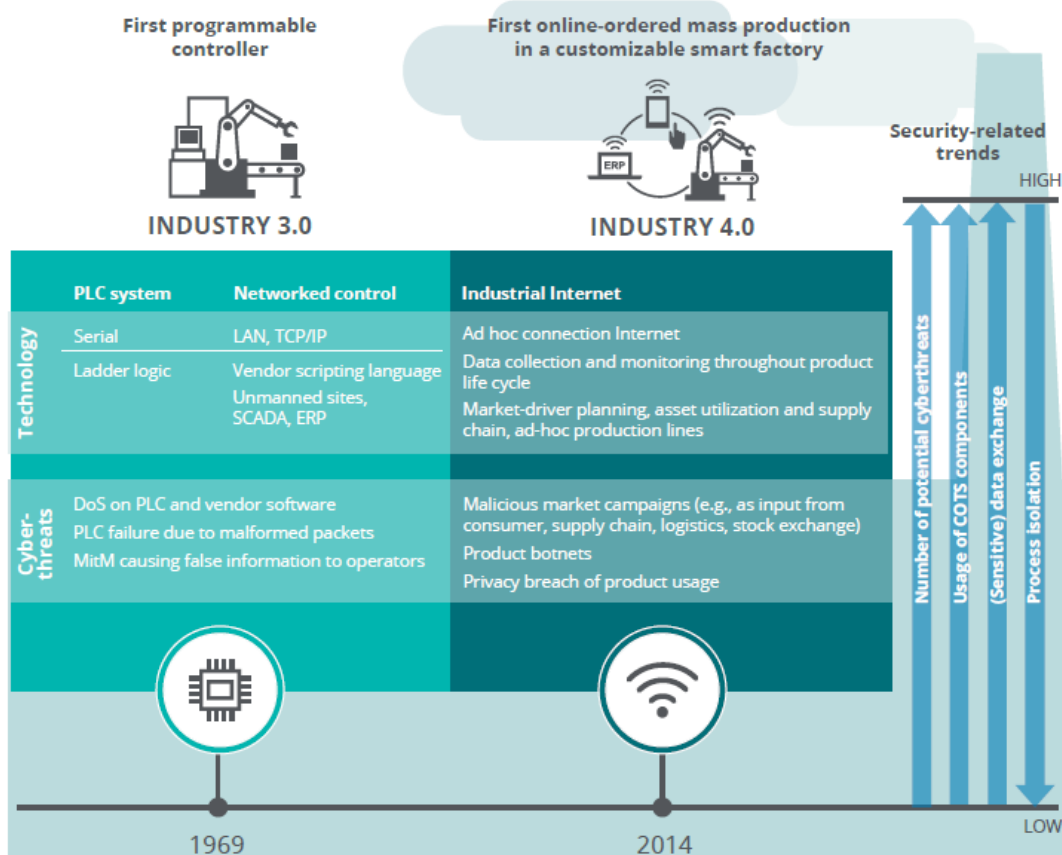 First programmable
controller
First online-ordered mass production
in a customizable smart factory
ERP
Security-related
trends
HIGH
INDUSTRY 3.0
INDUSTRY 4.0
PLC system
Networked control
Industrial Internet
Technology
Serial
LAN, TCP/IP
Ladder logic
Vendor scripting language
Unmanned sites,
SCADA, ERP
Ad hoc connection Internet
Data collection and monitoring throughout product
life cycle
Market-driver planning, asset utilization and supply
chain, ad-hoc production lines
Cyber-
threats
DoS on PLC and vendor software
PLC failure due to malformed packets
MitM causing false information to operators
Malicious market campaigns (e.g., as input from
consumer, supply chain, logistics, stock exchange)
Product botnets
Privacy breach of product usage
Number of potential cyberthreats
Usage of COTS components
(Sensitive) data exchange
Process isolation
LOW
1969
2014